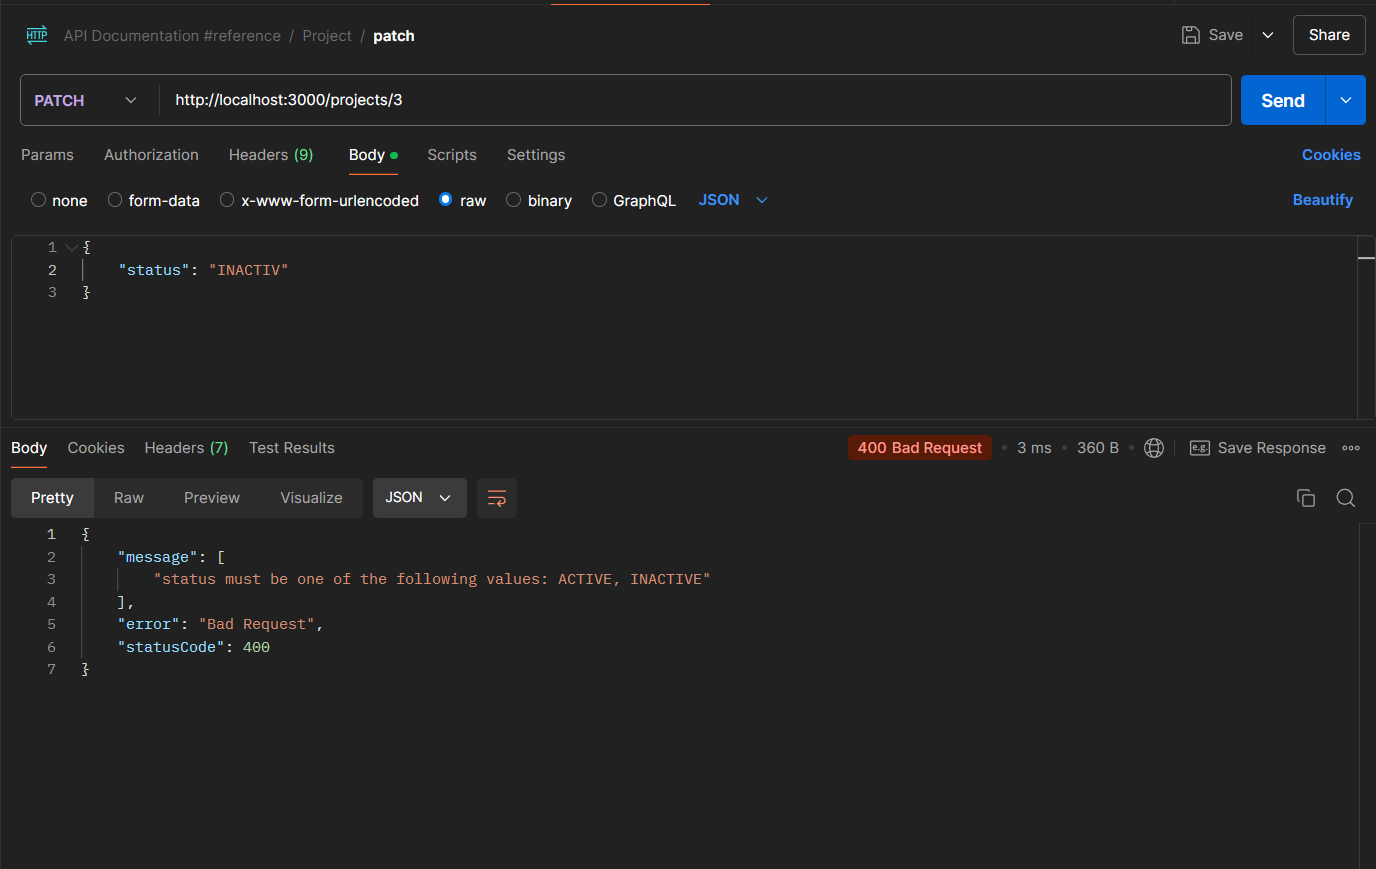 HTTP API Documentation #reference / Project / patch Save Share
PATCH http://localhost:3000/projects/3 Send
Params Authorization Headers (9) Body Scripts Settings Cookies
none form-data x-www-form-urlencoded raw binary GraphQL JSON Beautify
1 {
2 "status": "INACTIV"
3 }
Body Cookies Headers (7) Test Results 400 Bad Request • 3 ms • 360 B • e.g. Save Response
Pretty Raw Preview Visualize JSON
1 {
2 "message": [
3 "status must be one of the following values: ACTIVE, INACTIVE"
4 ],
5 "error": "Bad Request",
6 "statusCode": 400
7 }